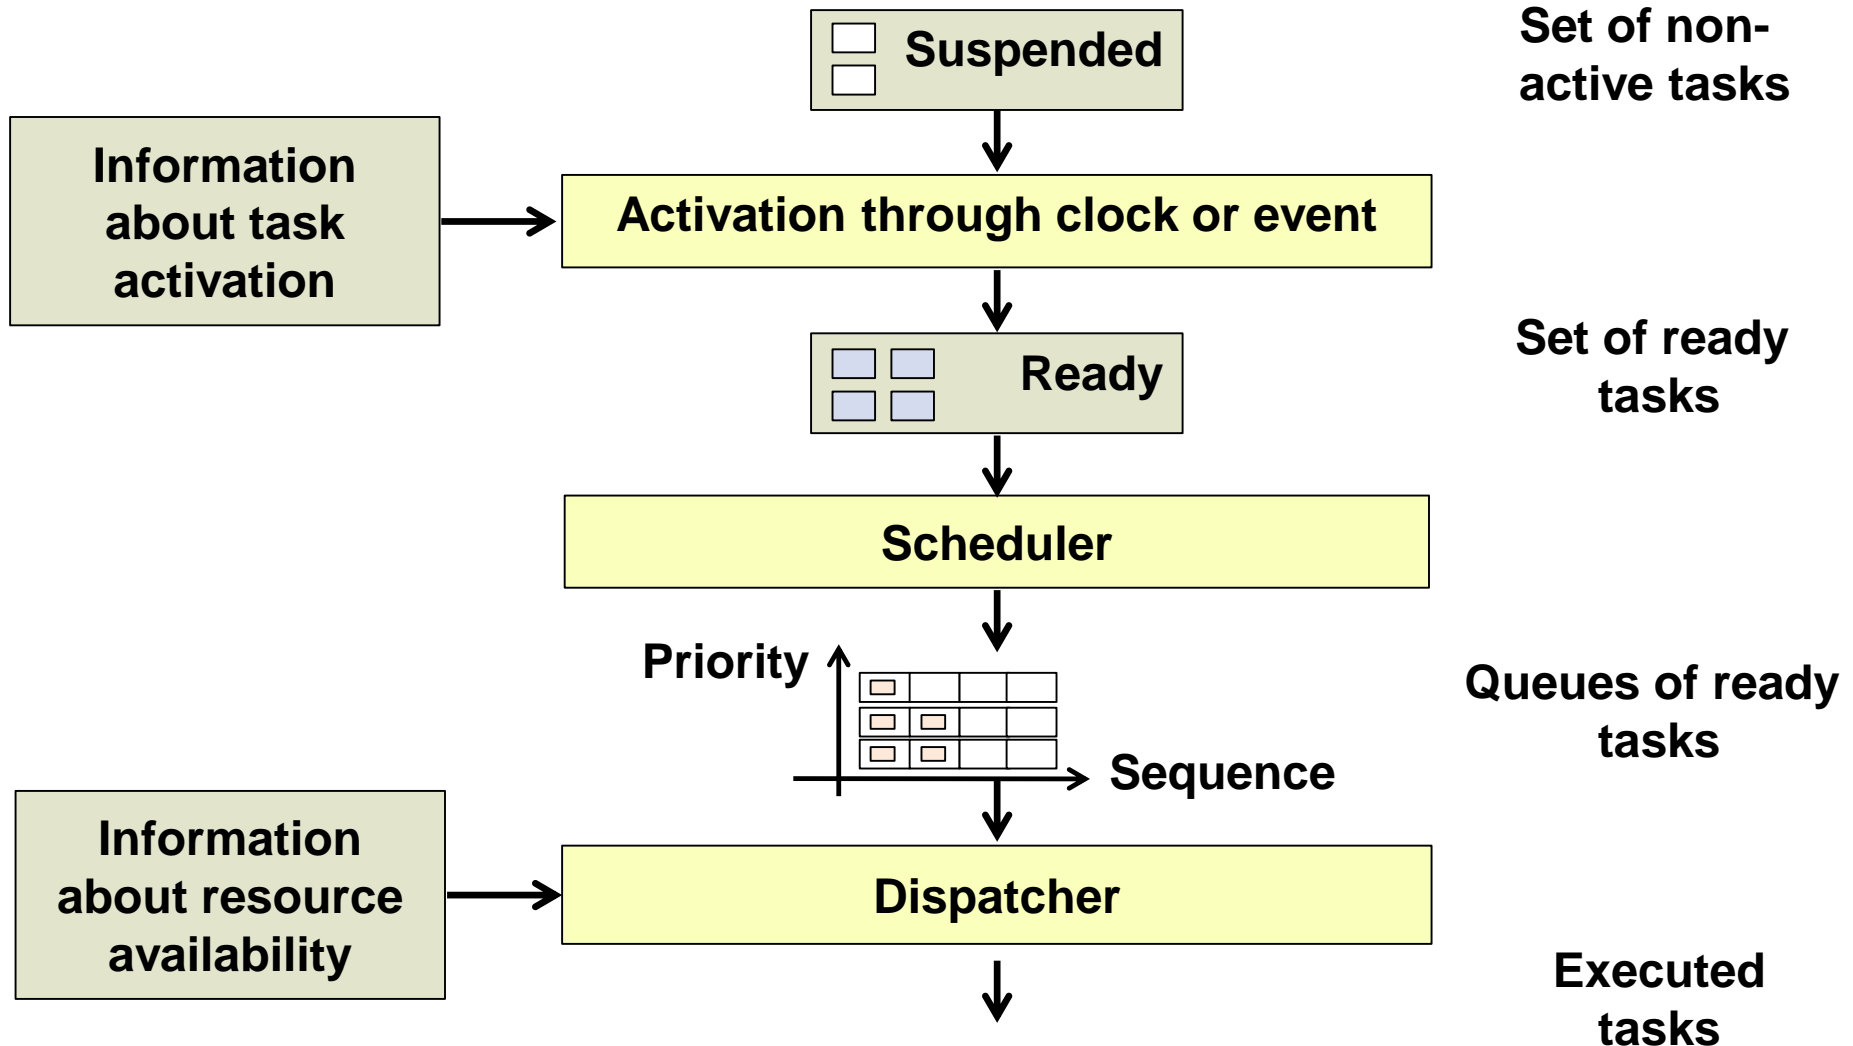 Suspended
Set of non-
active tasks
Information
about task
activation
Activation through clock or event
Ready
Set of ready
tasks
Scheduler
Priority
Sequence
Queues of ready
tasks
Information
about resource
availability
Dispatcher
Executed
tasks